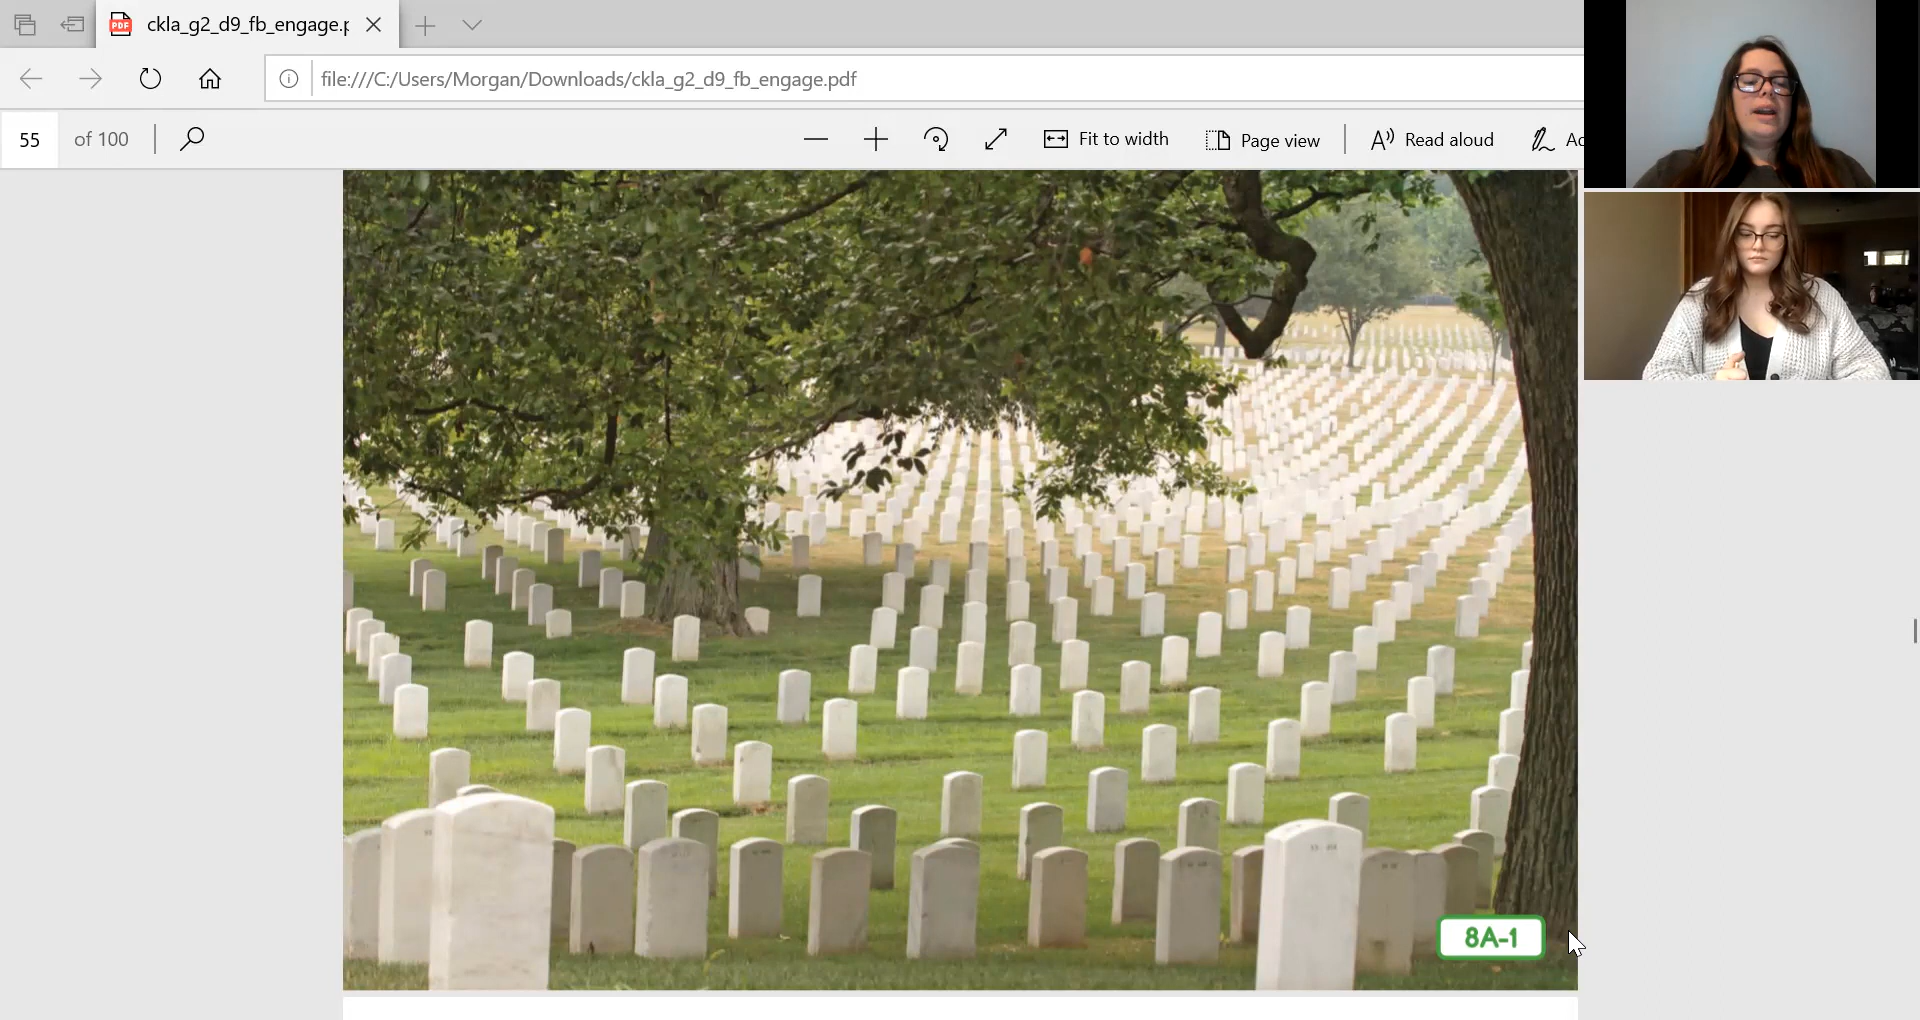 ckla_g2_d9_fb_engage.p
file:///C:/Users/Morgan/Downloads/ckla_g2_d9_fb_engage.pdf
55 of 100
Fit to width
Page view
Read aloud
8A-1